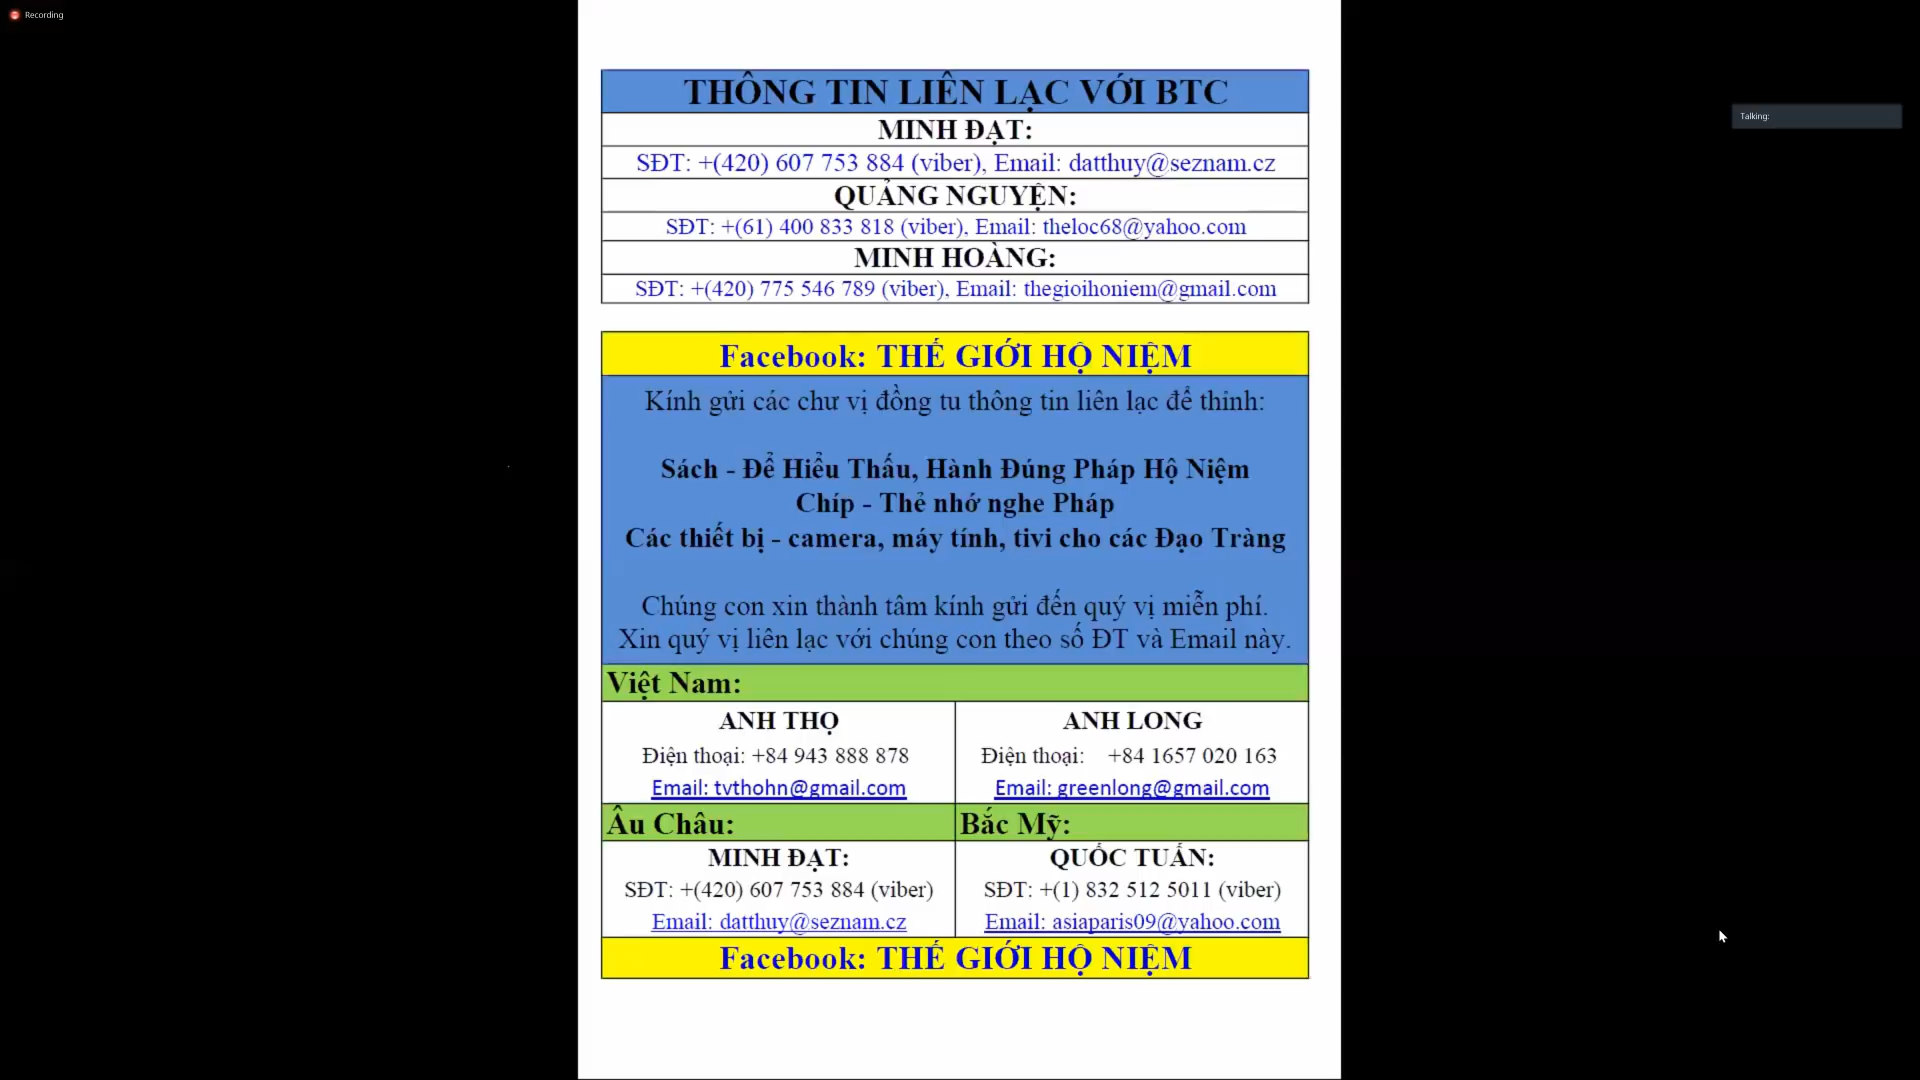 Recording
Talking:
THÔNG TIN LIÊN LẠC VỚI BTC
MINH ĐẠT:
SĐT: +(420) 607 753 884 (viber), Email: datthuy@seznam.cz
QUẢNG NGUYỆN:
SĐT: +(61) 400 833 818 (viber), Email: theloc68@yahoo.com
MINH HOÀNG:
SĐT: +(420) 775 546 789 (viber), Email: thegioihoniem@gmail.com
Facebook: THẾ GIỚI HỘ NIỆM
Kính gửi các chư vị đồng tu thông tin liên lạc để thỉnh:
Sách - Để Hiểu Thấu, Hành Đúng Pháp Hộ Niệm
Chíp - Thẻ nhớ nghe Pháp
Các thiết bị - camera, máy tính, tivi cho các Đạo Tràng
Chúng con xin thành tâm kính gửi đến quý vị miễn phí.
Xin quý vị liên lạc với chúng con theo số ĐT và Email này.
Việt Nam:
ANH THỌ
Điện thoại: +84 943 888 878
Email: tvthohn@gmail.com
ANH LONG
Điện thoại: +84 1657 020 163
Email: greenlong@gmail.com
Âu Châu:
MINH ĐẠT:
SĐT: +(420) 607 753 884 (viber)
Email: datthuy@seznam.cz
Bắc Mỹ:
QUỐC TUẤN:
SĐT: +(1) 832 512 5011 (viber)
Email: asiaparis09@yahoo.com
Facebook: THẾ GIỚI HỘ NIỆM